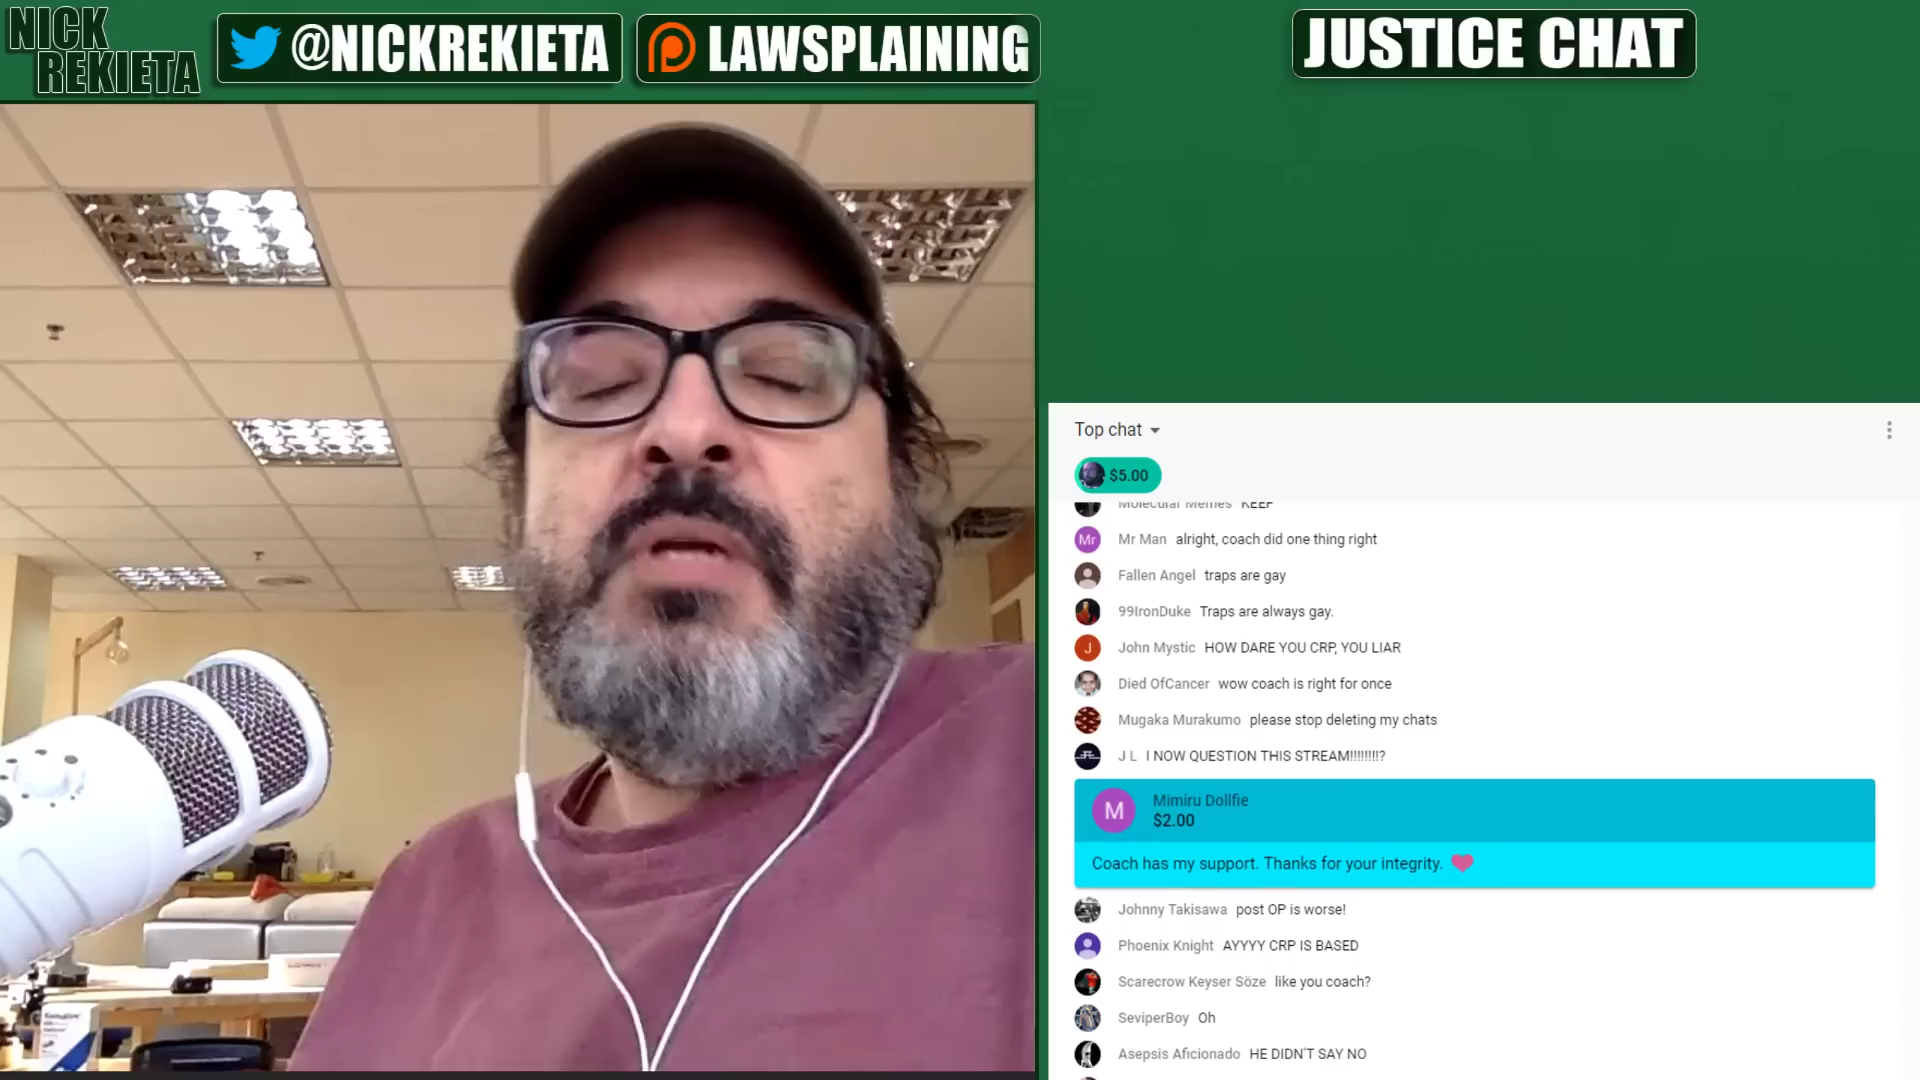 NICK
REKIETA
@NICKREKIETA
LAWSPLAINING
JUSTICE CHAT
Top chat
$5.00
Molecular Memes KEEP
Mr Mr Man alright, coach did one thing right
Fallen Angel traps are gay
99IronDuke Traps are always gay.
J John Mystic HOW DARE YOU CRP, YOU LIAR
Died OfCancer wow coach is right for once
Mugaka Murakumo please stop deleting my chats
J L I NOW QUESTION THIS STREAM!!!!!!!!?
M Mimiru Dollfie
$2.00
Coach has my support. Thanks for your integrity.
Johnny Takisawa post OP is worse!
Phoenix Knight AYYYY CRP IS BASED
Scarecrow Keyser Söze like you coach?
SeviperBoy Oh
Asepsis Aficionado HE DIDN'T SAY NO